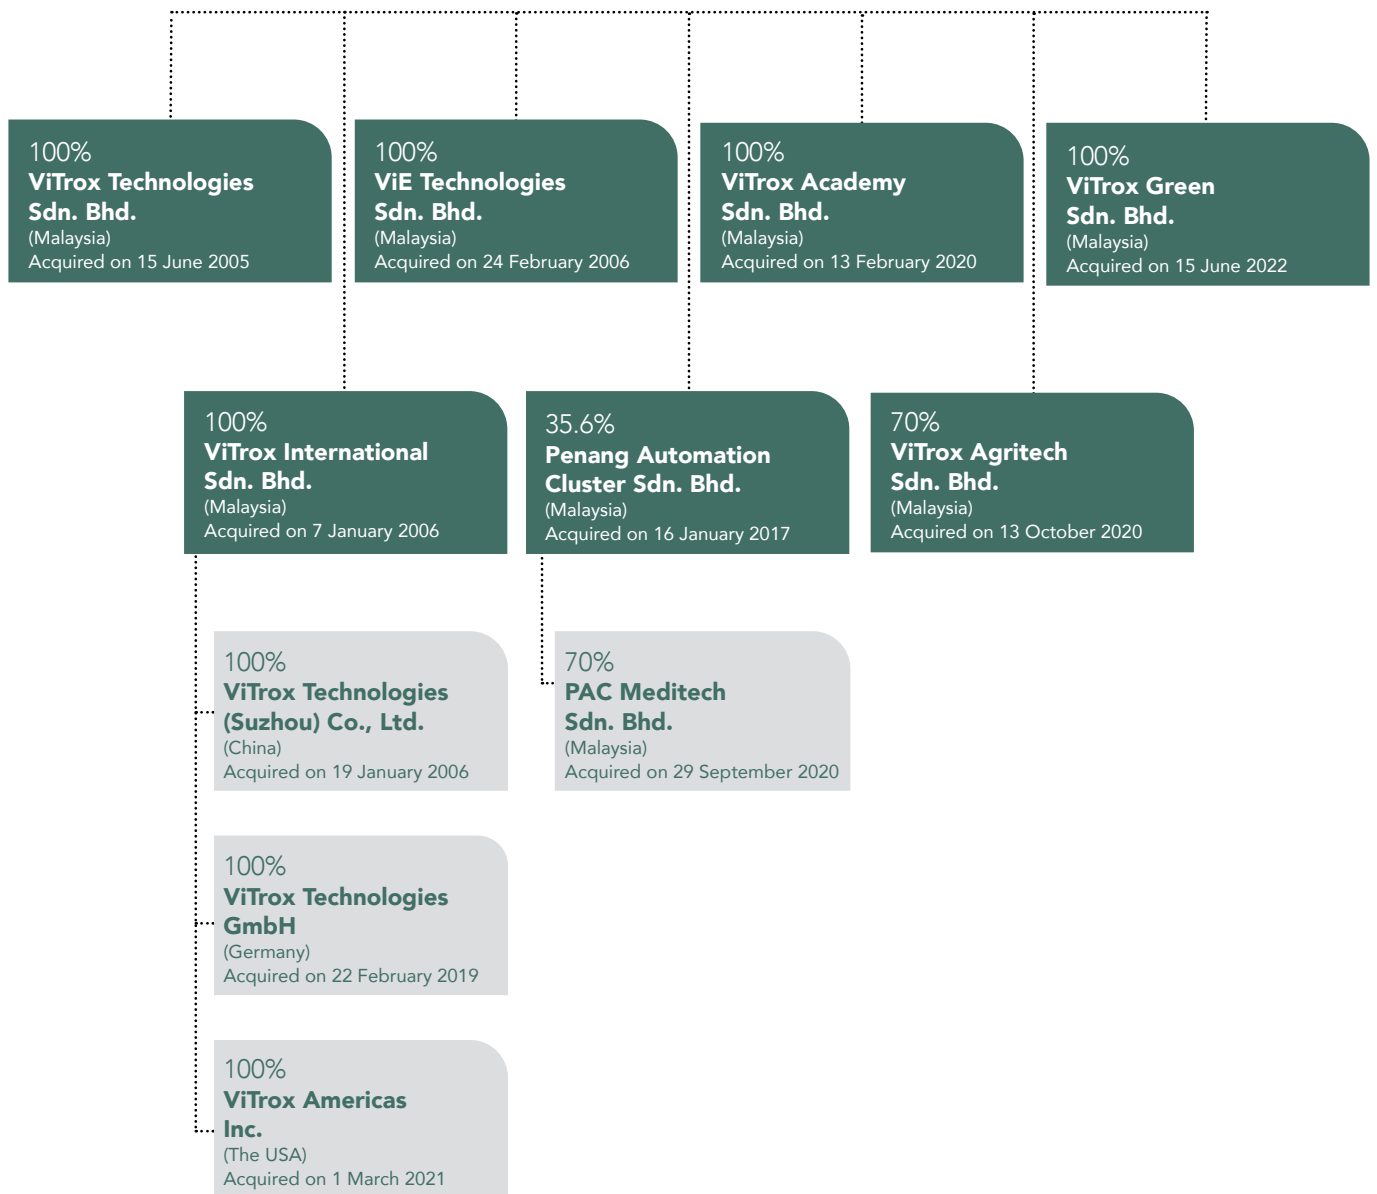 100%
ViTrox Technologies
Sdn. Bhd.
(Malaysia)
Acquired on 15 June 2005
100%
ViE Technologies
Sdn. Bhd.
(Malaysia)
Acquired on 24 February 2006
100%
ViTrox Academy
Sdn. Bhd.
(Malaysia)
Acquired on 13 February 2020
100%
ViTrox Green
Sdn. Bhd.
(Malaysia)
Acquired on 15 June 2022
100%
ViTrox International
Sdn. Bhd.
(Malaysia)
Acquired on 7 January 2006
35.6%
Penang Automation
Cluster Sdn. Bhd.
(Malaysia)
Acquired on 16 January 2017
70%
ViTrox Agritech
Sdn. Bhd.
(Malaysia)
Acquired on 13 October 2020
100%
ViTrox Technologies
(Suzhou) Co., Ltd.
(China)
Acquired on 19 January 2006
70%
PAC Meditech
Sdn. Bhd.
(Malaysia)
Acquired on 29 September 2020
100%
ViTrox Technologies
GmbH
(Germany)
Acquired on 22 February 2019
100%
ViTrox Americas
Inc.
(The USA)
Acquired on 1 March 2021